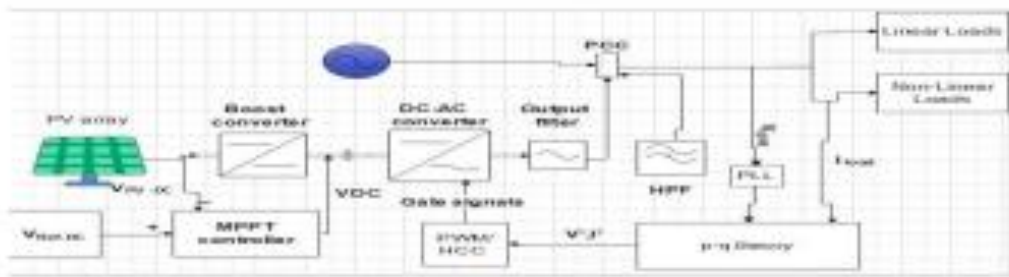 PCC
Linear Loads
Non-Linear
Loads
PV array
Boost
converter
DC-AC
converter
Output
filter
HPF
PLL
VDC
Gate signals
MPPT
controller
PWM/
HCC
p-q theory